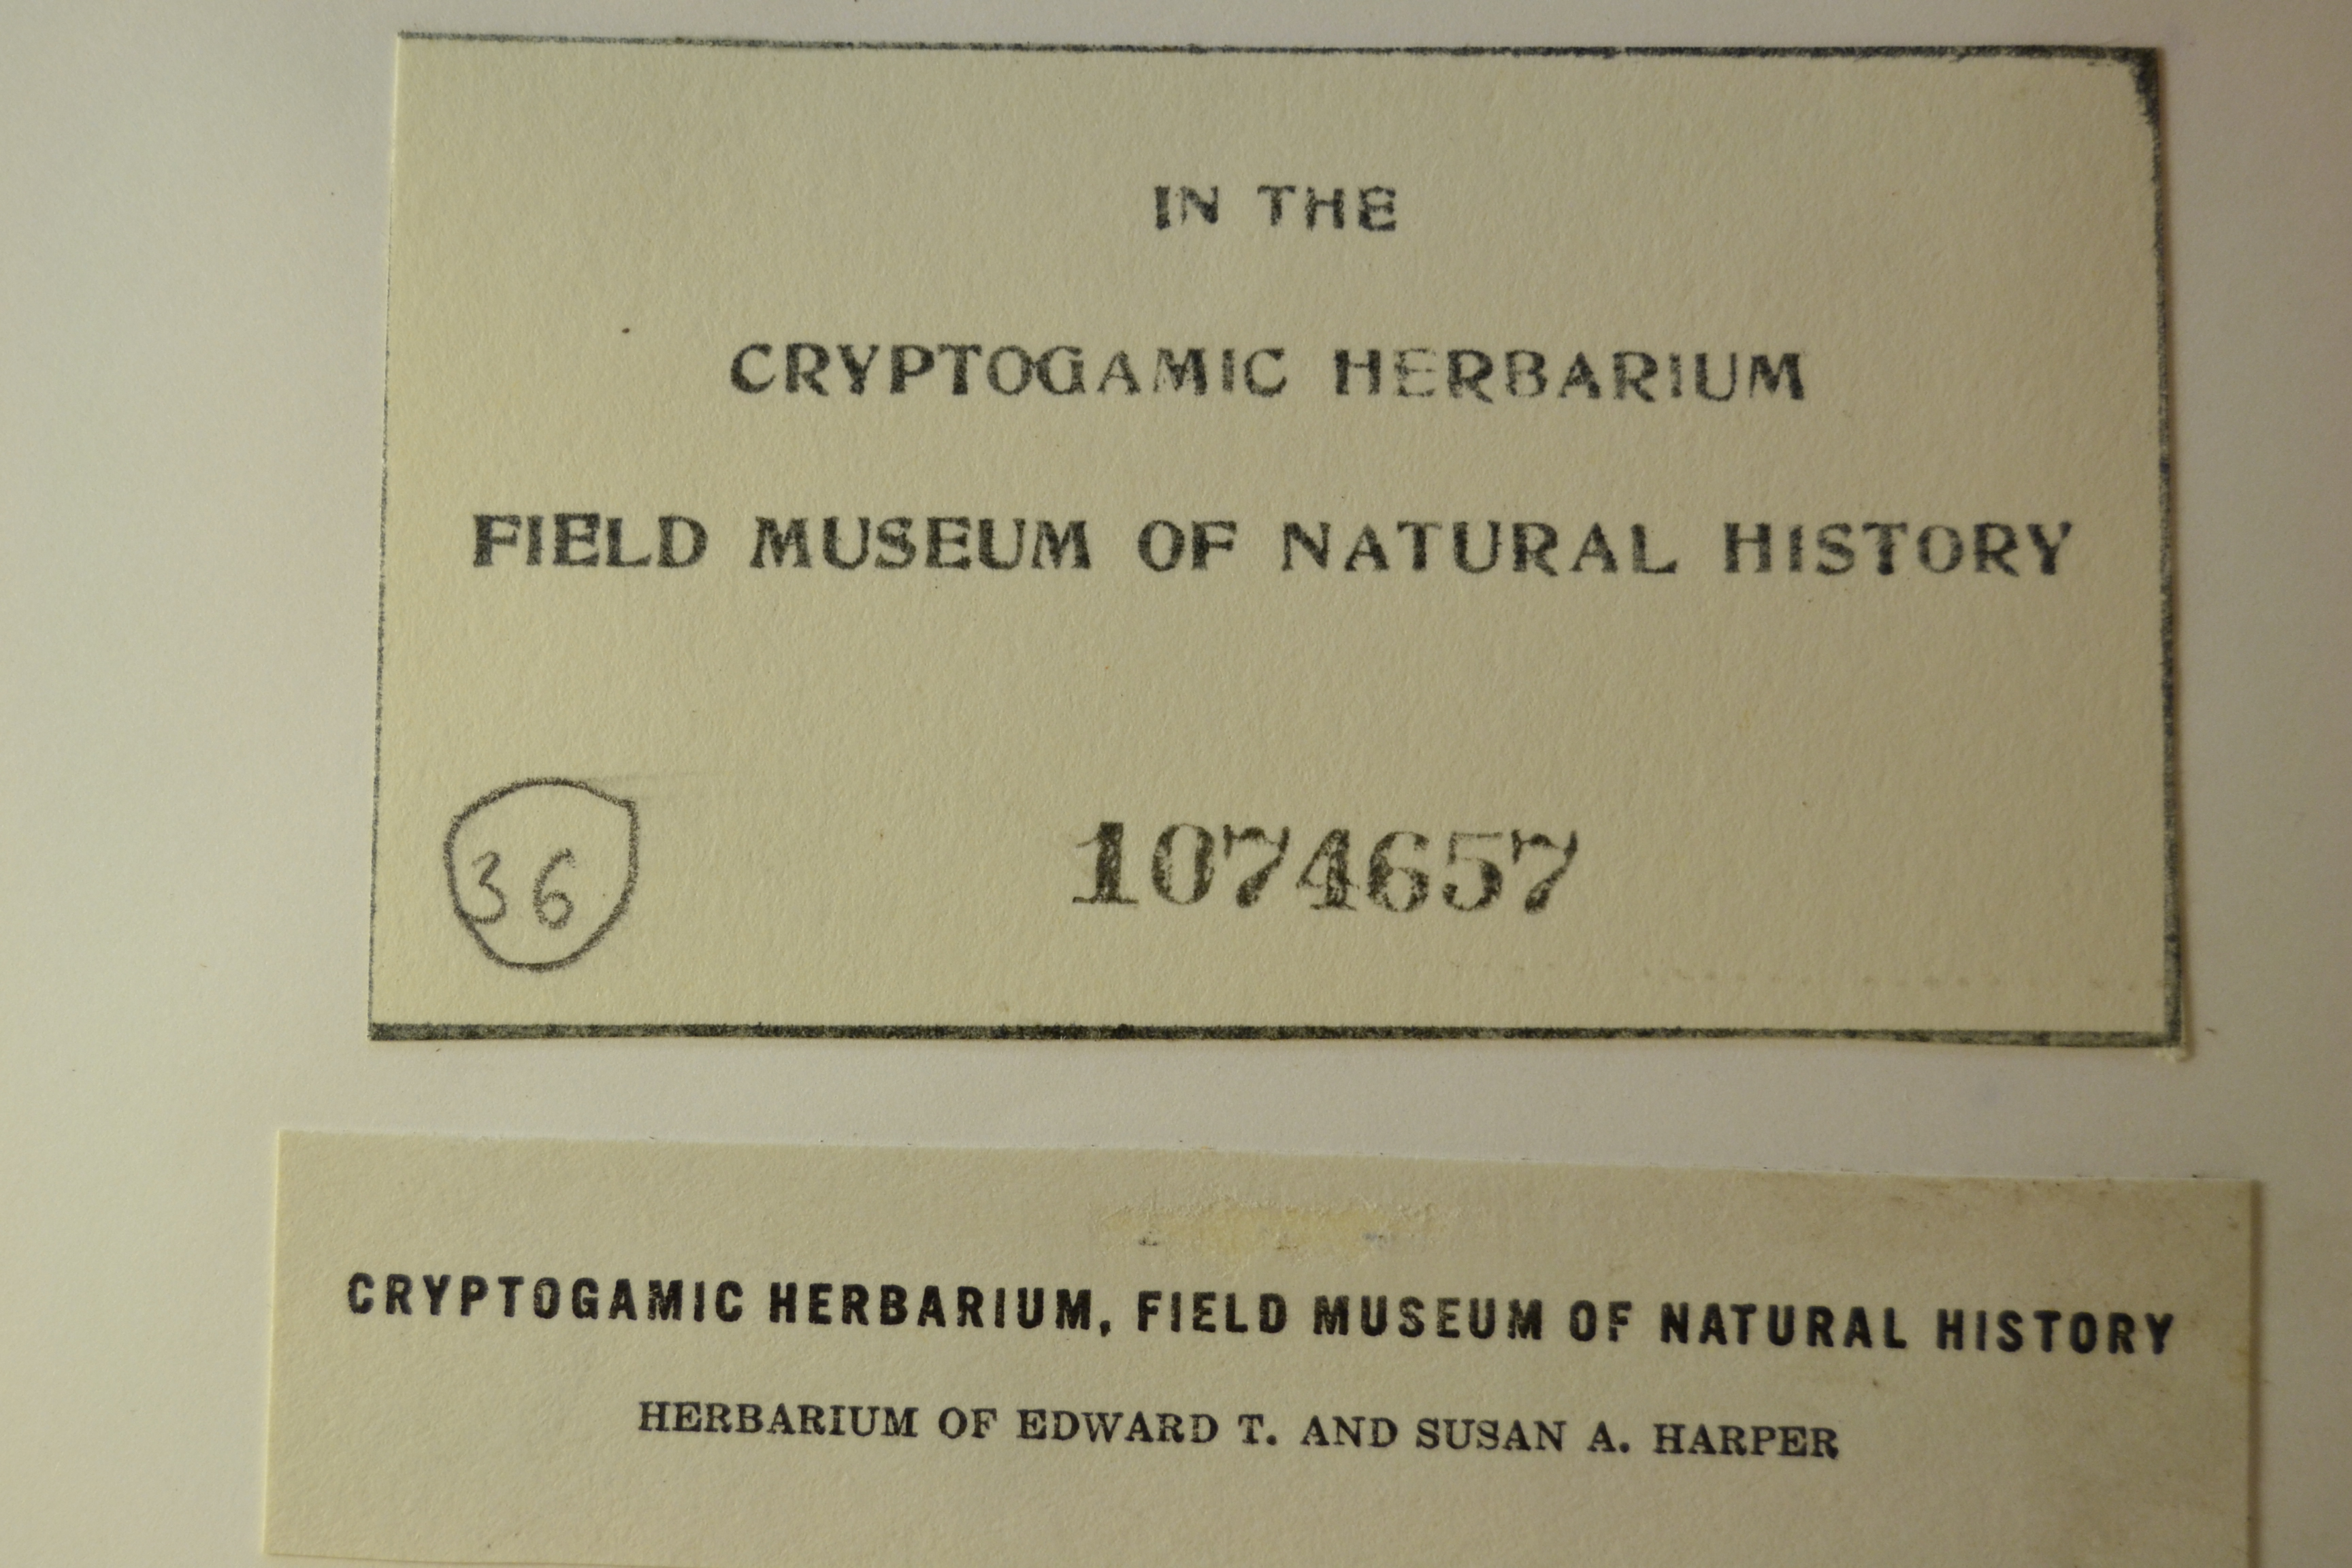 IN THE
CRYPTOGAMIC HERBARIUM
FIELD MUSEUM OF NATURAL HISTORY
36
1074657
CRYPTOGAMIC HERBARIUM, FIELD MUSEUM OF NATURAL HISTORY
HERBARIUM OF EDWARD T. AND SUSAN A. HARPER